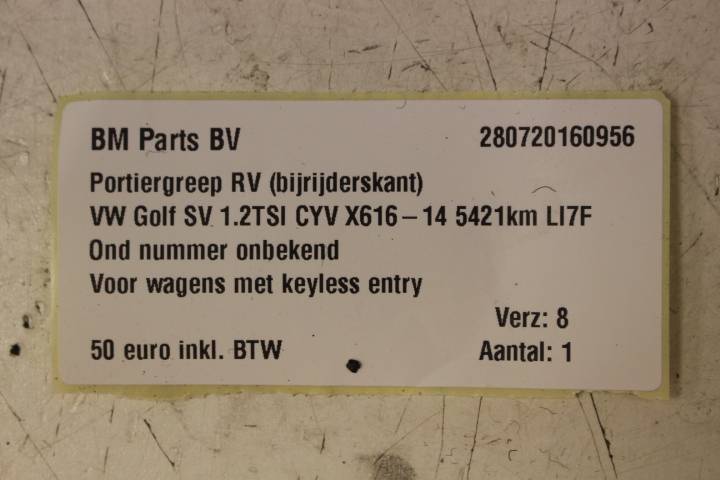 BM Parts BV 280720160956
Portiergreep RV (bijrijderskant)
VW Golf SV 1.2TSI CYV X616 – 14 5421km LI7F
Ond nummer onbekend
Voor wagens met keyless entry
Verz: 8
50 euro inkl. BTW Aantal: 1